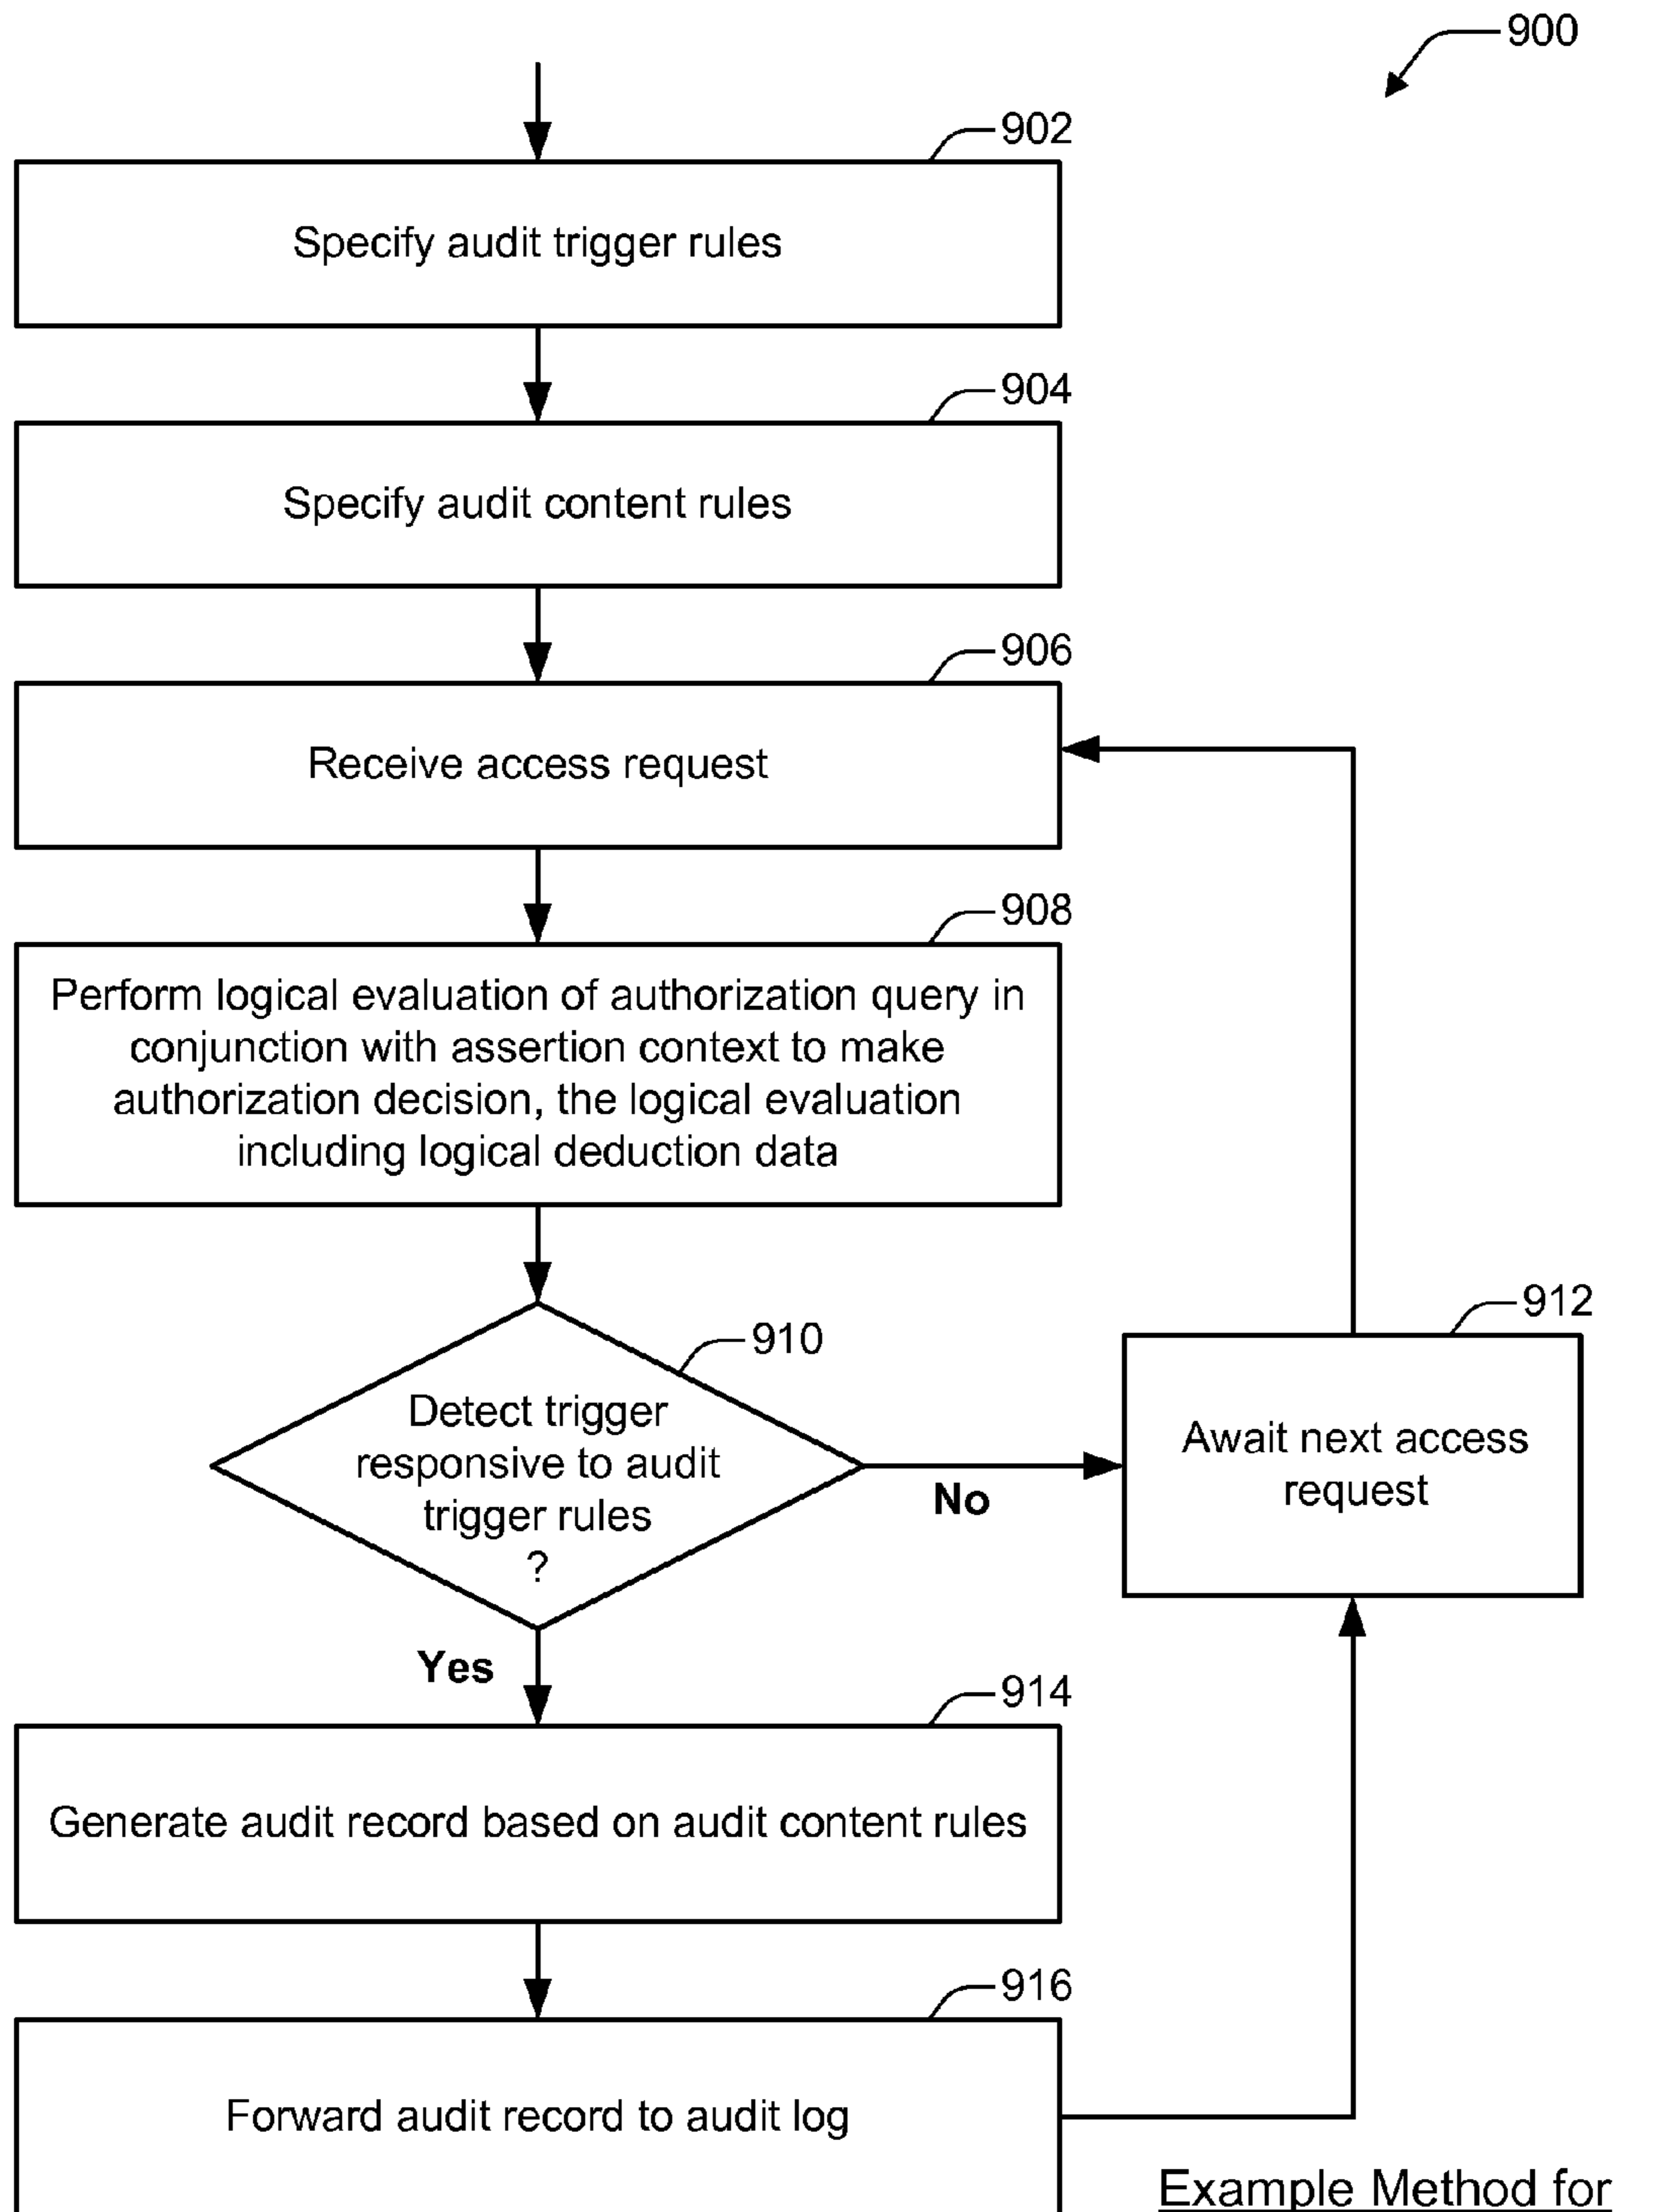 900
902
Specify audit trigger rules
904
Specify audit content rules
906
Receive access request
908
Perform logical evaluation of authorization query in
conjunction with assertion context to make
authorization decision, the logical evaluation
including logical deduction data
910
Detect trigger
responsive to audit
trigger rules
?
No
912
Await next access
request
Yes
914
Generate audit record based on audit content rules
916
Forward audit record to audit log
Example Method for